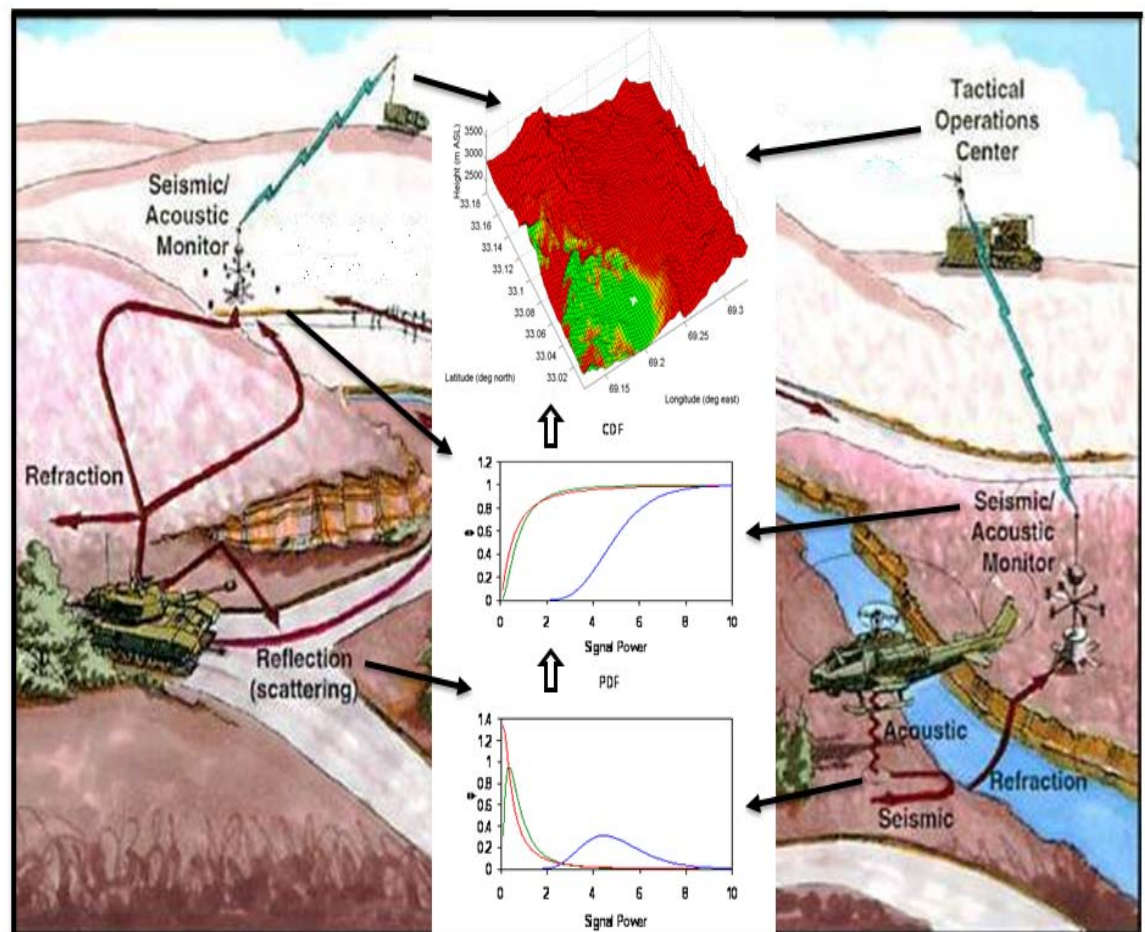 Tactical
Operations
Center
Seismic/
Acoustic
Monitor
Refraction
Reflection
(scattering)
3500
3000
2500
Height (m ASL)
33.18
33.16
33.14
33.12
33.1
33.08
33.06
33.04
33.02
Latitude (deg north)
69.15
69.2
69.25
69.3
Longitude (deg east)
CDF
1.2
1
0.8
0.6
0.4
0.2
0
0
2
4
6
8
10
Signal Power
PDF
1.4
1.2
1
0.8
0.6
0.4
0.2
0
0
2
4
6
8
10
Signal Power
Seismic/
Acoustic
Monitor
Acoustic
Refraction
Seismic